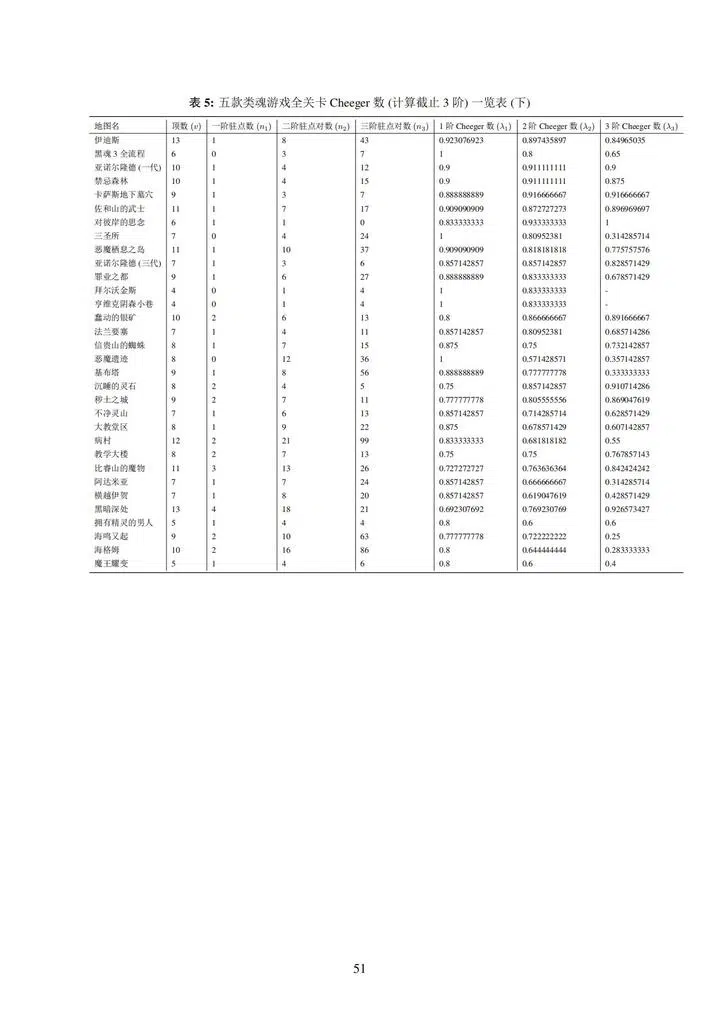 表 5: 五款类魂游戏全关卡 Cheeger 数 (计算截止 3 阶) 一览表 (下)
地图名 顶数 (v) 一阶驻点数 (n₁) 二阶驻点对数 (n₂) 三阶驻点对数 (n₃) 1 阶 Cheeger 数 (λ₁) 2 阶 Cheeger 数 (λ₂) 3 阶 Cheeger 数 (λ₃)
伊迪斯 13 1 8 43 0.923076923 0.897435897 0.84965035
黑魂 3 全流程 6 0 3 7 1 0.8 0.65
亚诺尔隆德 (一代) 10 1 4 12 0.9 0.911111111 0.9
禁忌森林 10 1 4 15 0.9 0.911111111 0.875
卡萨斯地下墓穴 9 1 3 7 0.888888889 0.916666667 0.916666667
佐和山的武士 11 1 7 17 0.909090909 0.872727273 0.896969697
对彼岸的思念 6 1 1 0 0.833333333 0.933333333 1
三圣所 7 0 4 24 1 0.80952381 0.314285714
恶魔栖息之岛 11 1 10 37 0.909090909 0.818181818 0.775757576
亚诺尔隆德 (三代) 7 1 3 6 0.857142857 0.857142857 0.828571429
罪业之都 9 1 6 27 0.888888889 0.833333333 0.678571429
拜尔沃金斯 4 0 1 4 1 0.833333333 -
亨维克阴森小巷 4 0 1 4 1 0.833333333 -
蠢动的银矿 10 2 6 13 0.8 0.866666667 0.891666667
法兰要塞 7 1 4 11 0.857142857 0.80952381 0.685714286
信贵山的蜘蛛 8 1 7 15 0.875 0.75 0.732142857
恶魔遗迹 8 0 12 36 1 0.571428571 0.357142857
基布塔 9 1 8 56 0.888888889 0.777777778 0.333333333
沉睡的灵石 8 2 4 5 0.75 0.857142857 0.910714286
秽土之城 9 2 7 11 0.777777778 0.805555556 0.869047619
不净灵山 7 1 6 13 0.857142857 0.714285714 0.628571429
大教堂区 8 1 9 22 0.875 0.678571429 0.607142857
病村 12 2 21 99 0.833333333 0.681818182 0.55
教学大楼 8 2 7 13 0.75 0.75 0.767857143
比睿山的魔物 11 3 13 26 0.727272727 0.763636364 0.842424242
阿达米亚 7 1 7 24 0.857142857 0.666666667 0.314285714
横越伊贺 7 1 8 20 0.857142857 0.619047619 0.428571429
黑暗深处 13 4 18 21 0.692307692 0.769230769 0.926573427
拥有精灵的男人 5 1 4 4 0.8 0.6 0.6
海鸣又起 9 2 10 63 0.777777778 0.722222222 0.25
海格姆 10 2 16 86 0.8 0.644444444 0.283333333
魔王耀变 5 1 4 6 0.8 0.6 0.4
51